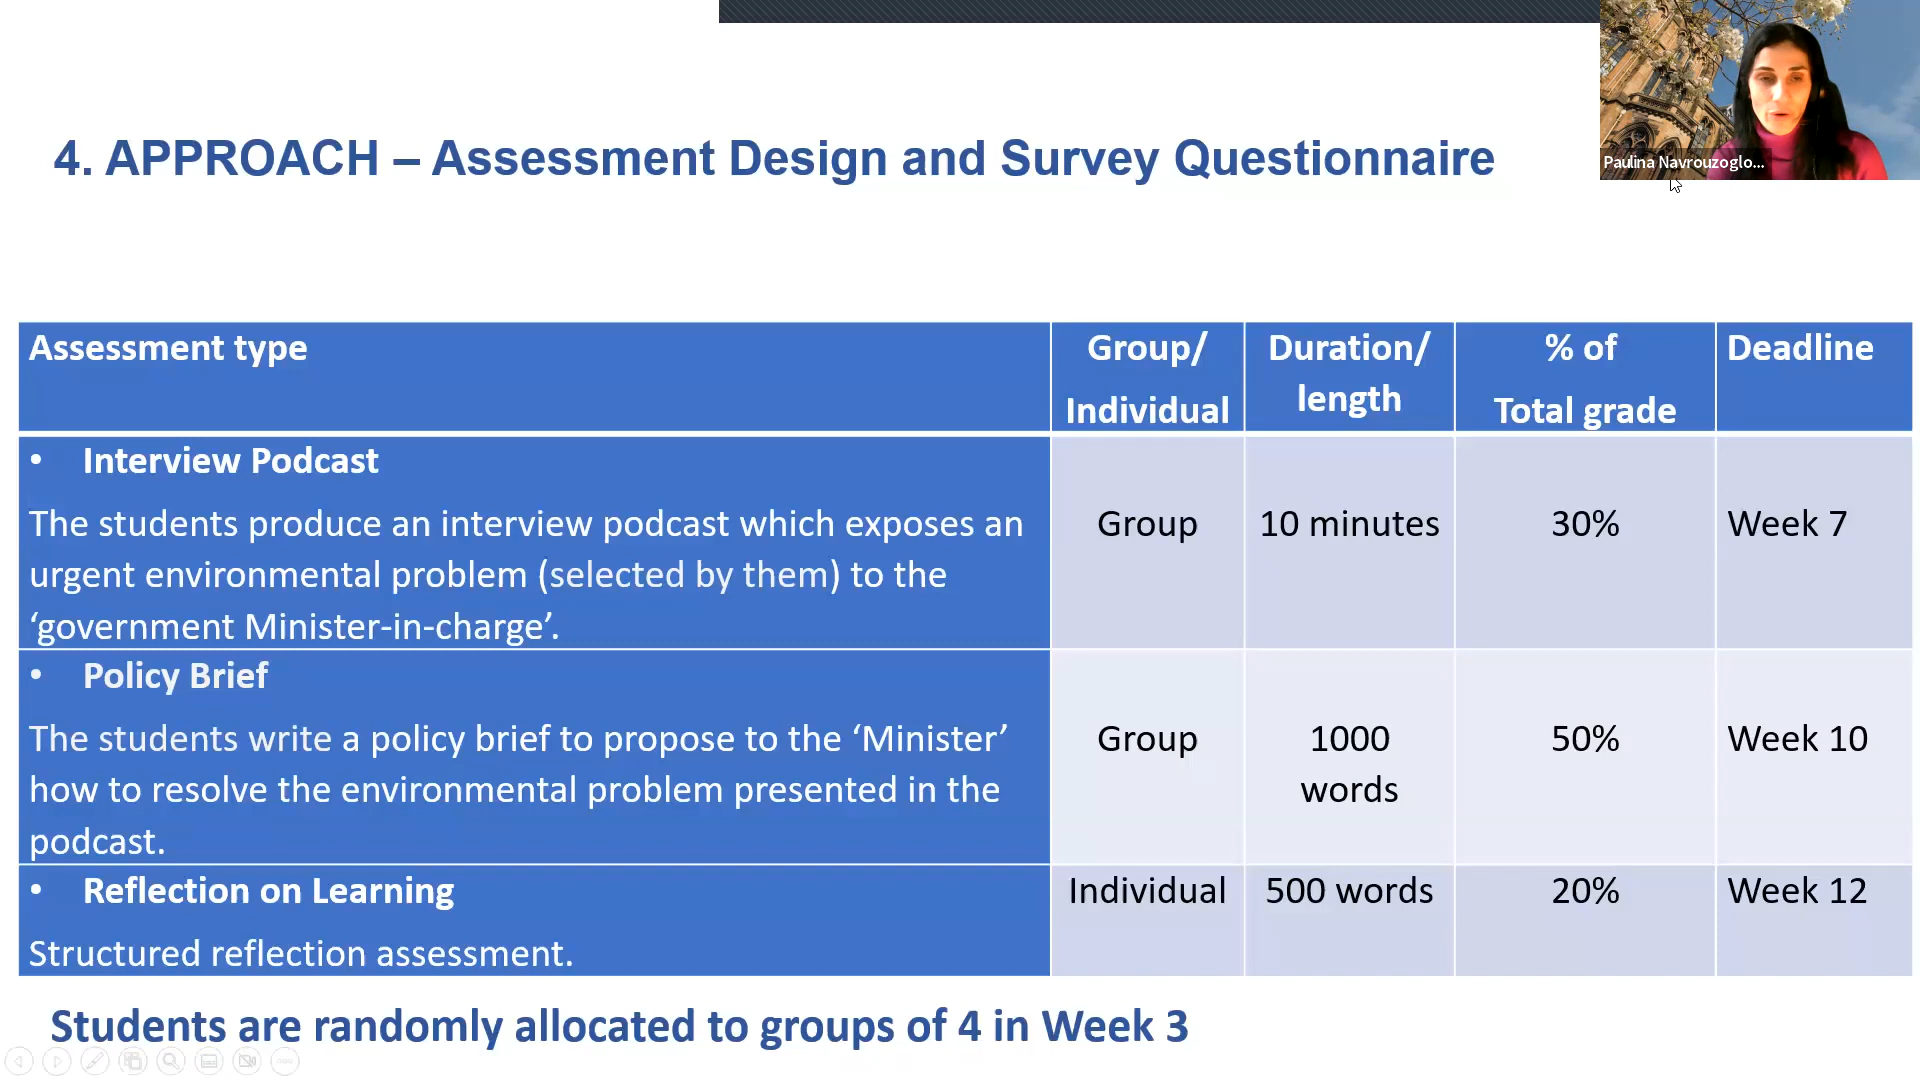 4. APPROACH – Assessment Design and Survey Questionnaire
Paulina Navrouzoglo...
Assessment type
Group/
Individual
Duration/
length
% of
Total grade
Deadline
• Interview Podcast
The students produce an interview podcast which exposes an
urgent environmental problem (selected by them) to the
‘government Minister-in-charge’.
Group
10 minutes
30%
Week 7
• Policy Brief
The students write a policy brief to propose to the ‘Minister’
how to resolve the environmental problem presented in the
podcast.
Group
1000
words
50%
Week 10
• Reflection on Learning
Structured reflection assessment.
Individual
500 words
20%
Week 12
Students are randomly allocated to groups of 4 in Week 3